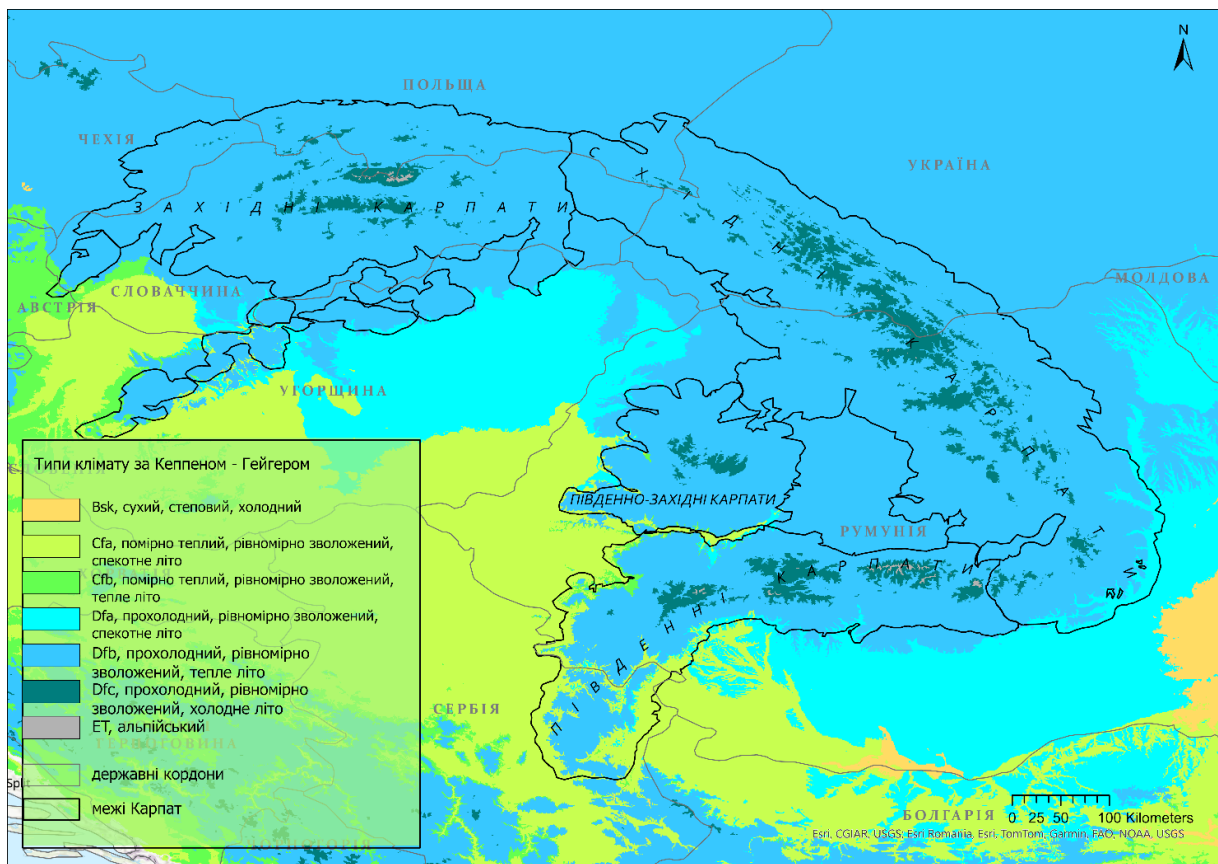 N
ПОЛЬЩА
ЧЕХІЯ
УКРАЇНА
СХІДНІ КАРПАТИ
ЗАХІДНІ КАРПАТИ
МОЛДОВА
СЛОВАЧЧИНА
АВСТРІЯ
УГОРЩИНА
ПІВДЕННО-ЗАХІДНІ КАРПАТИ
РУМУНІЯ
ПІВДЕННІ КАРПАТИ
СЕРБІЯ
БОЛГАРІЯ
Типи клімату за Кеппеном - Гейгером
Bsk, сухий, степовий, холодний
Cfa, помірно теплий, рівномірно зволожений,
спекотне літо
Cfb, помірно теплий, рівномірно зволожений,
тепле літо
Dfa, прохолодний, рівномірно зволожений,
спекотне літо
Dfb, прохолодний, рівномірно
зволожений, тепле літо
Dfc, прохолодний, рівномірно
зволожений, холодне літо
ET, альпійський
державні кордони
межі Карпат
Split
0 25 50 100 Kilometers
Esri, CGIAR, USGS, Esri Romania, Esri, TomTom, Garmin, FAO, NOAA, USGS